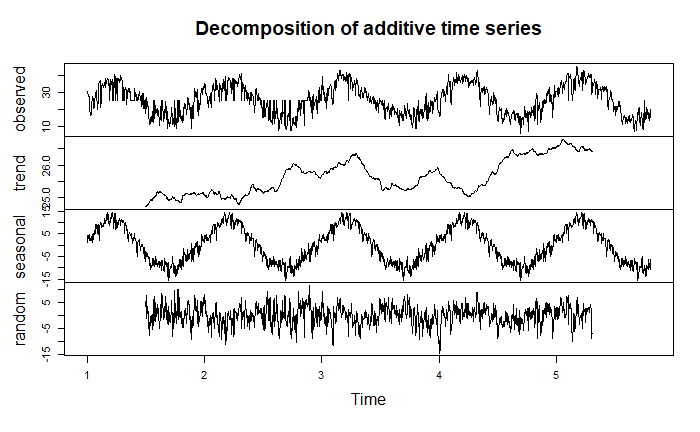 Decomposition of additive time series
observed
10 30
trend
25.0 26.0
seasonal
-15 -5 5 15
random
-15 -5 5
1 2 3 4 5
Time